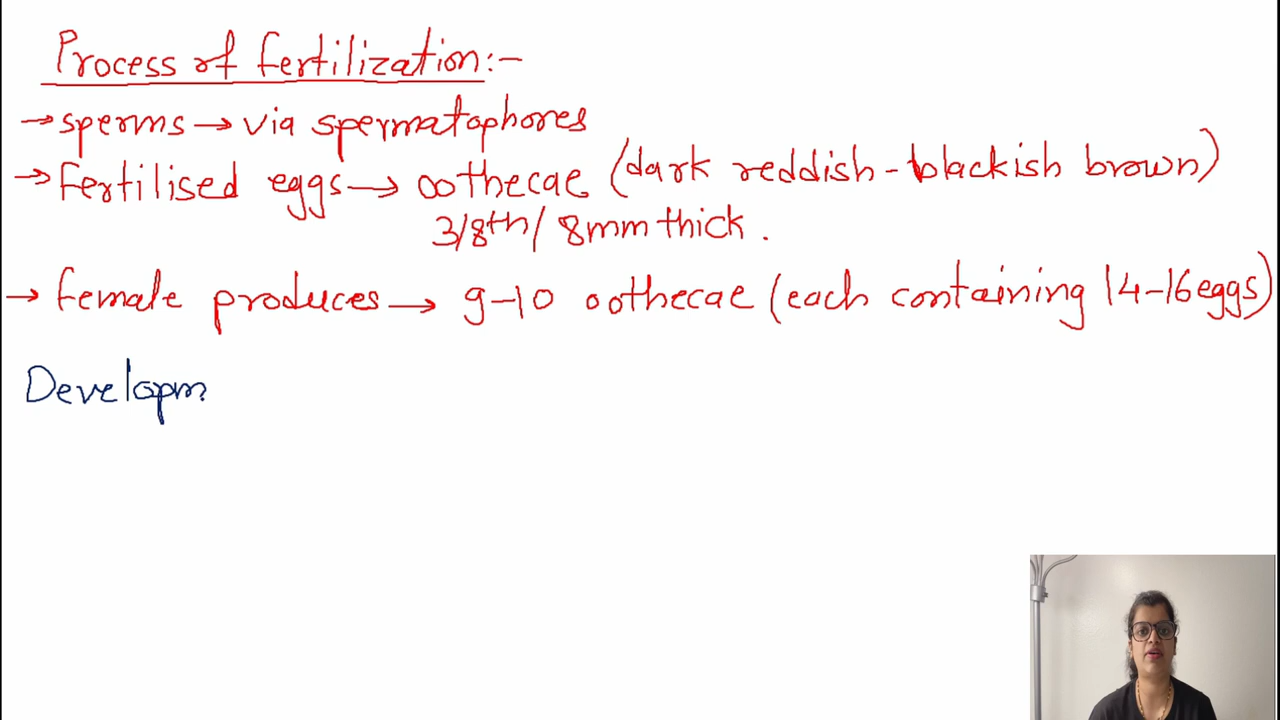 Process of fertilization:-
→ sperms → via spermatophores
→ Fertilised eggs → oothecae (dark reddish-blackish brown)
3/8th/ 8mm thick.
→ Female produces → 9-10 oothecae (each containing 14-16 eggs)
Developm